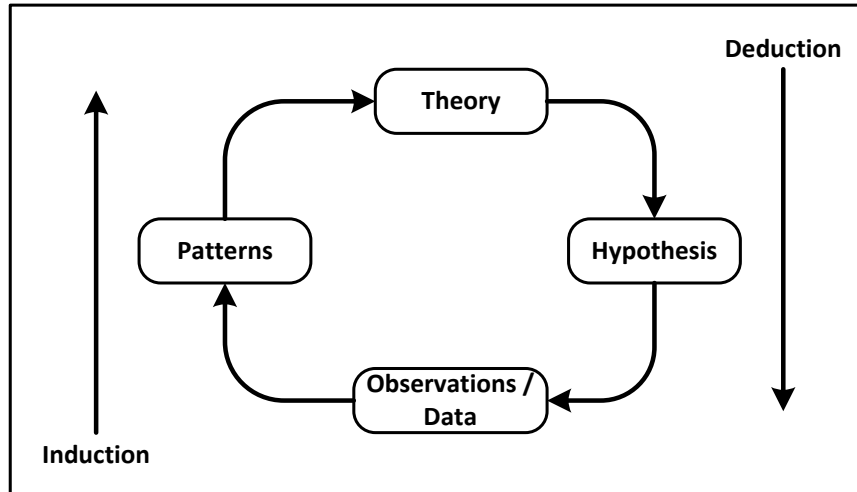 Deduction
Theory
Patterns
Hypothesis
Observations /
Data
Induction